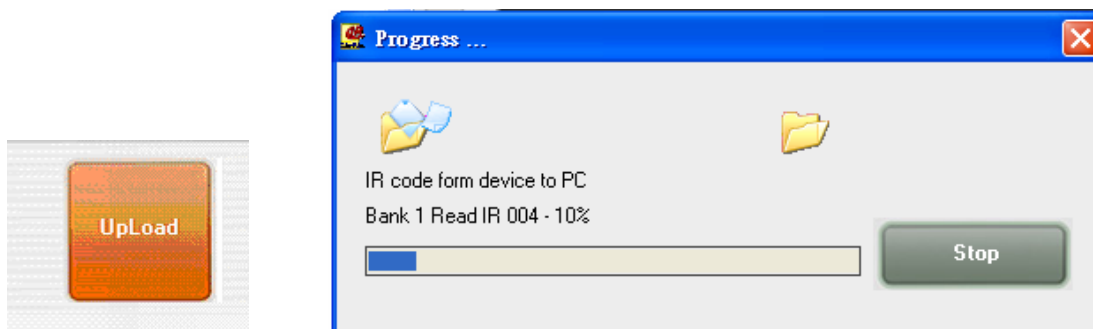 Progress ...
IR code form device to PC
Bank 1 Read IR 004 - 10%
UpLoad
Stop